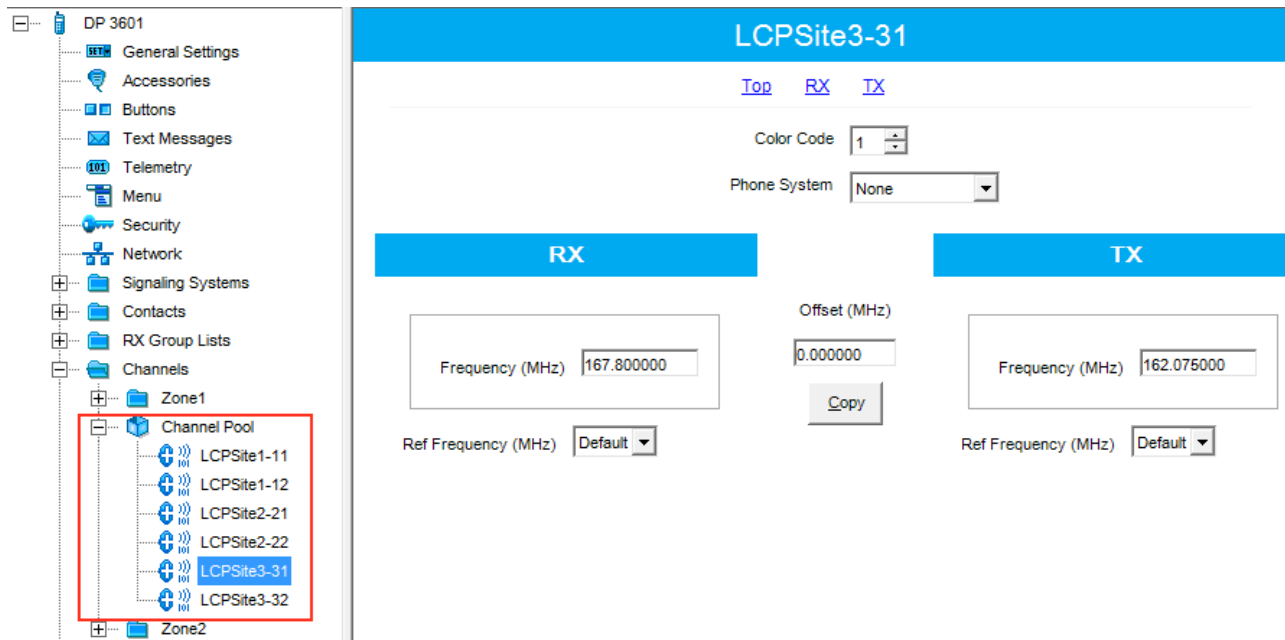 DP 3601
General Settings
Accessories
Buttons
Text Messages
Telemetry
Menu
Security
Network
Signaling Systems
Contacts
RX Group Lists
Channels
Zone1
Channel Pool
LCPSite1-11
LCPSite1-12
LCPSite2-21
LCPSite2-22
LCPSite3-31
LCPSite3-32
Zone2
LCPSite3-31
Top RX TX
Color Code 1
Phone System None
RX
Frequency (MHz) 167.800000
Ref Frequency (MHz) Default
Offset (MHz)
0.000000
Copy
TX
Frequency (MHz) 162.075000
Ref Frequency (MHz) Default